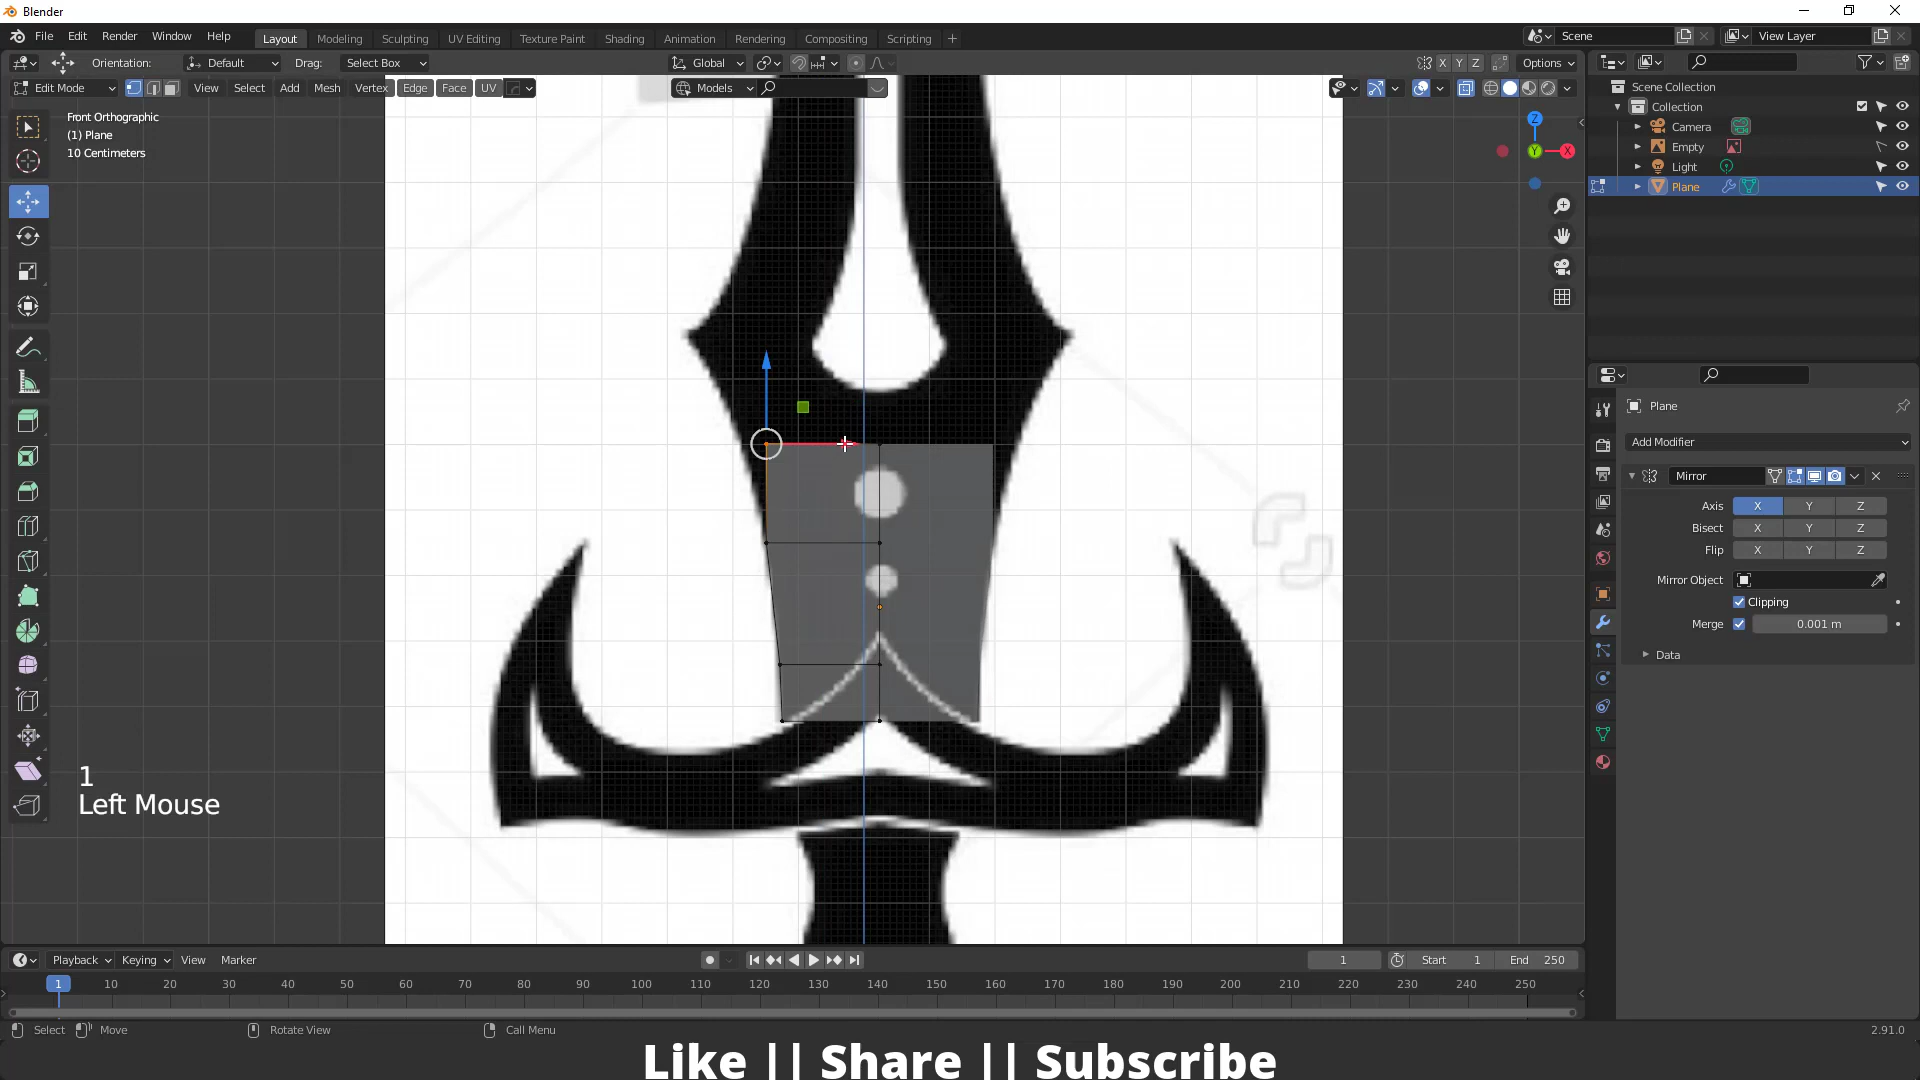 Blender
File Edit Render Window Help
Layout Modeling Sculpting UV Editing Texture Paint Shading Animation Rendering Compositing Scripting
Scene
View Layer
Orientation: Default Drag: Select Box
Global
X Y Z Options
Edit Mode View Select Add Mesh Vertex Edge Face UV
Models
Front Orthographic
(1) Plane
10 Centimeters
Z
Y
X
Scene Collection
Collection
Camera
Empty
Light
Plane
Plane
Add Modifier
Mirror
Axis X Y Z
Bisect X Y Z
Flip X Y Z
Mirror Object
Clipping
Merge 0.001 m
Data
1
Left Mouse
Playback Keying View Marker
1 Start 1 End 250
1 10 20 30 40 50 60 70 80 90 100 110 120 130 140 150 160 170 180 190 200 210 220 230 240 250
Select Move Rotate View Call Menu
2.91.0
Like || Share || Subscribe